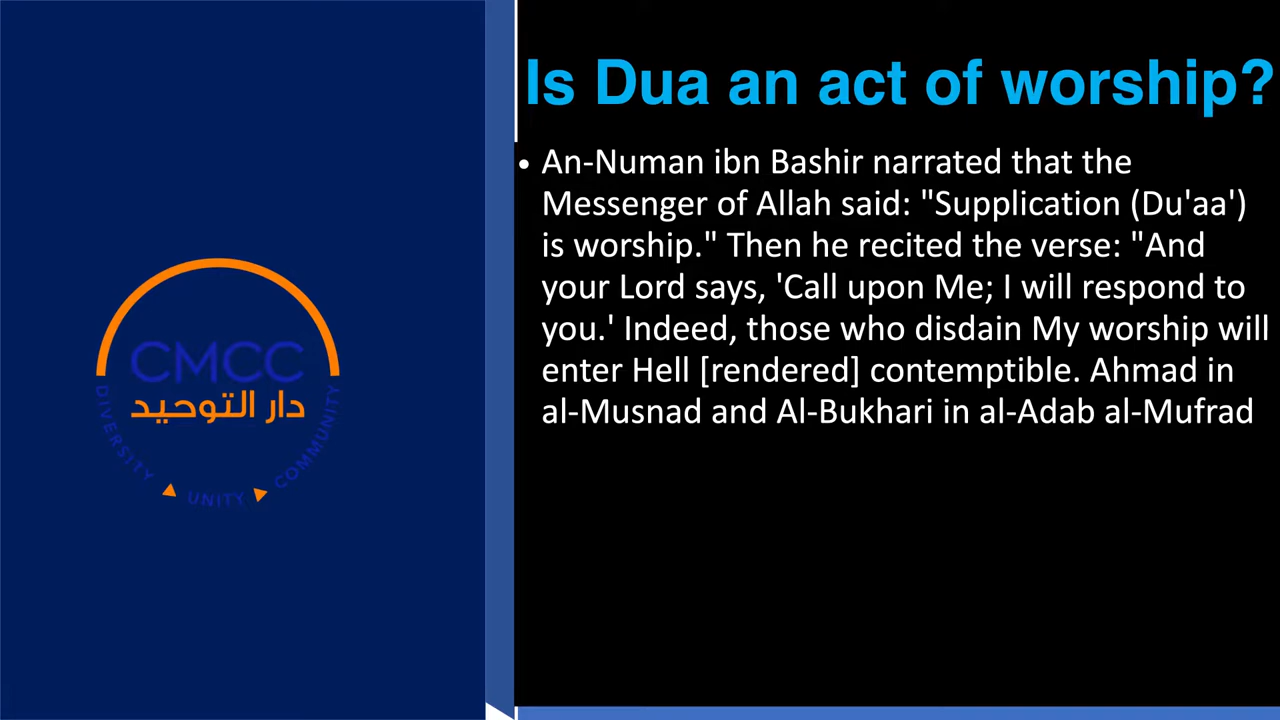 Is Dua an act of worship?
• An-Numan ibn Bashir narrated that the
Messenger of Allah said: "Supplication (Du'aa')
is worship." Then he recited the verse: "And
your Lord says, 'Call upon Me; I will respond to
you.' Indeed, those who disdain My worship will
enter Hell [rendered] contemptible. Ahmad in
al-Musnad and Al-Bukhari in al-Adab al-Mufrad
CMCC
دار التوحيد
DIVERSITY
UNITY
COMMUNITY